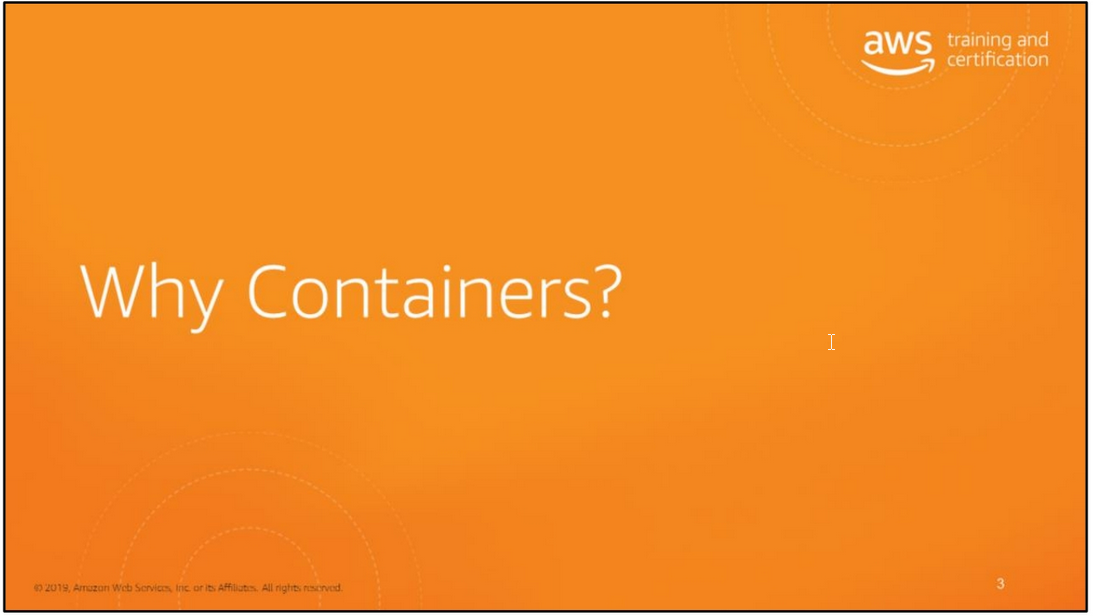 aws training and
certification
Why Containers?
© 2019, Amazon Web Services, Inc. or its Affiliates. All rights reserved.
3